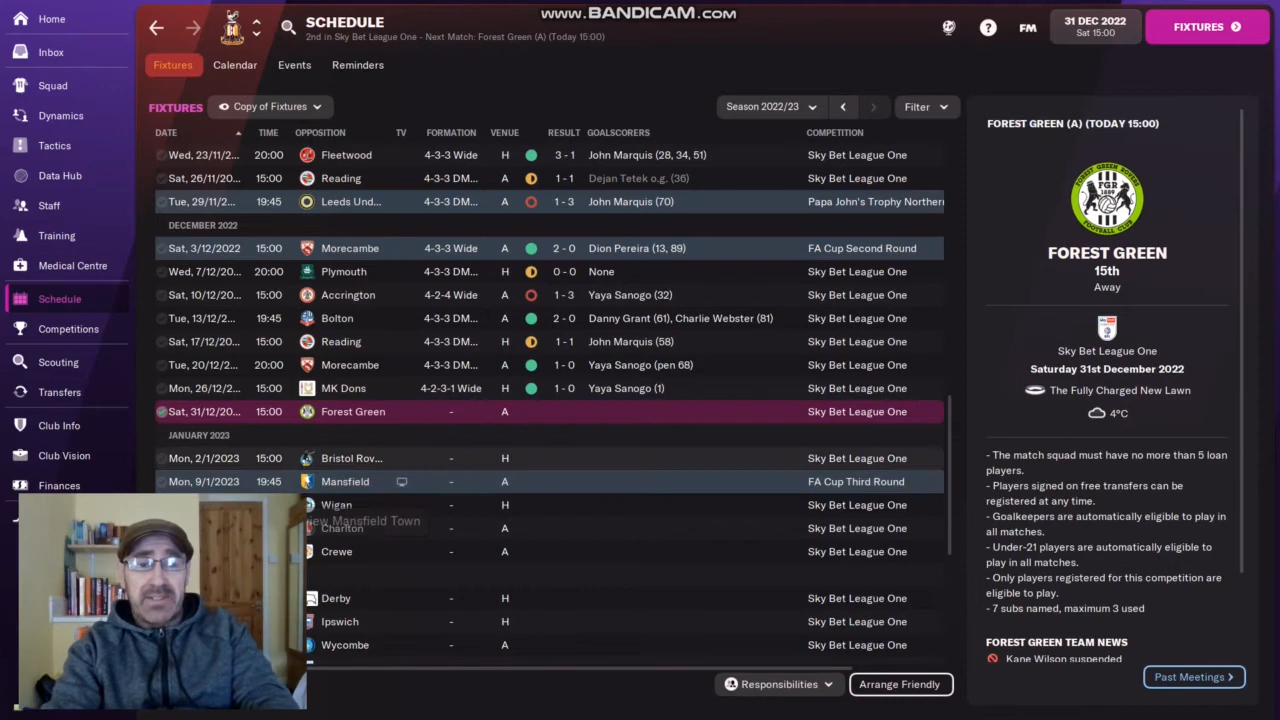 www.BANDICAM.com
Home
Inbox
Squad
Dynamics
Tactics
Data Hub
Staff
Training
Medical Centre
Schedule
Competitions
Scouting
Transfers
Club Info
Club Vision
Finances
SCHEDULE
2nd in Sky Bet League One - Next Match: Forest Green (A) (Today 15:00)
FM
31 DEC 2022
Sat 15:00
FIXTURES
Fixtures Calendar Events Reminders
FIXTURES Copy of Fixtures Season 2022/23 Filter
DATE TIME OPPOSITION TV FORMATION VENUE RESULT GOALSCORERS COMPETITION
Wed, 23/11/2... 20:00 Fleetwood 4-3-3 Wide H 3 - 1 John Marquis (28, 34, 51) Sky Bet League One
Sat, 26/11/20... 15:00 Reading 4-3-3 DM... A 1 - 1 Dejan Tetek o.g. (36) Sky Bet League One
Tue, 29/11/20... 19:45 Leeds Und... 4-3-3 DM... A 1 - 3 John Marquis (70) Papa John's Trophy Northern
DECEMBER 2022
Sat, 3/12/2022 15:00 Morecambe 4-3-3 Wide A 2 - 0 Dion Pereira (13, 89) FA Cup Second Round
Wed, 7/12/20... 20:00 Plymouth 4-3-3 DM... H 0 - 0 None Sky Bet League One
Sat, 10/12/20... 15:00 Accrington 4-2-4 Wide A 1 - 3 Yaya Sanogo (32) Sky Bet League One
Tue, 13/12/20... 19:45 Bolton 4-3-3 DM... A 2 - 0 Danny Grant (61), Charlie Webster (81) Sky Bet League One
Sat, 17/12/20... 15:00 Reading 4-3-3 DM... H 1 - 1 John Marquis (58) Sky Bet League One
Tue, 20/12/20... 20:00 Morecambe 4-3-3 DM... A 1 - 0 Yaya Sanogo (pen 68) Sky Bet League One
Mon, 26/12/20... 15:00 MK Dons 4-2-3-1 Wide H 1 - 0 Yaya Sanogo (1) Sky Bet League One
Sat, 31/12/20... 15:00 Forest Green - A Sky Bet League One
JANUARY 2023
Mon, 2/1/2023 15:00 Bristol Rov... - H Sky Bet League One
Mon, 9/1/2023 19:45 Mansfield - A FA Cup Third Round
Wigan - H Sky Bet League One
Mansfield Town
Charlton - A Sky Bet League One
Crewe - A Sky Bet League One
Derby - H Sky Bet League One
Ipswich - H Sky Bet League One
Wycombe - A Sky Bet League One
Responsibilities Arrange Friendly
FOREST GREEN (A) (TODAY 15:00)
FGR
1889
FOREST GREEN
15th
Away
Sky Bet League One
Saturday 31st December 2022
The Fully Charged New Lawn
4°C
- The match squad must have no more than 5 loan
players.
- Players signed on free transfers can be
registered at any time.
- Goalkeepers are automatically eligible to play in
all matches.
- Under-21 players are automatically eligible to
play in all matches.
- Only players registered for this competition are
eligible to play.
- 7 subs named, maximum 3 used
FOREST GREEN TEAM NEWS
Kane Wilson suspended
Past Meetings